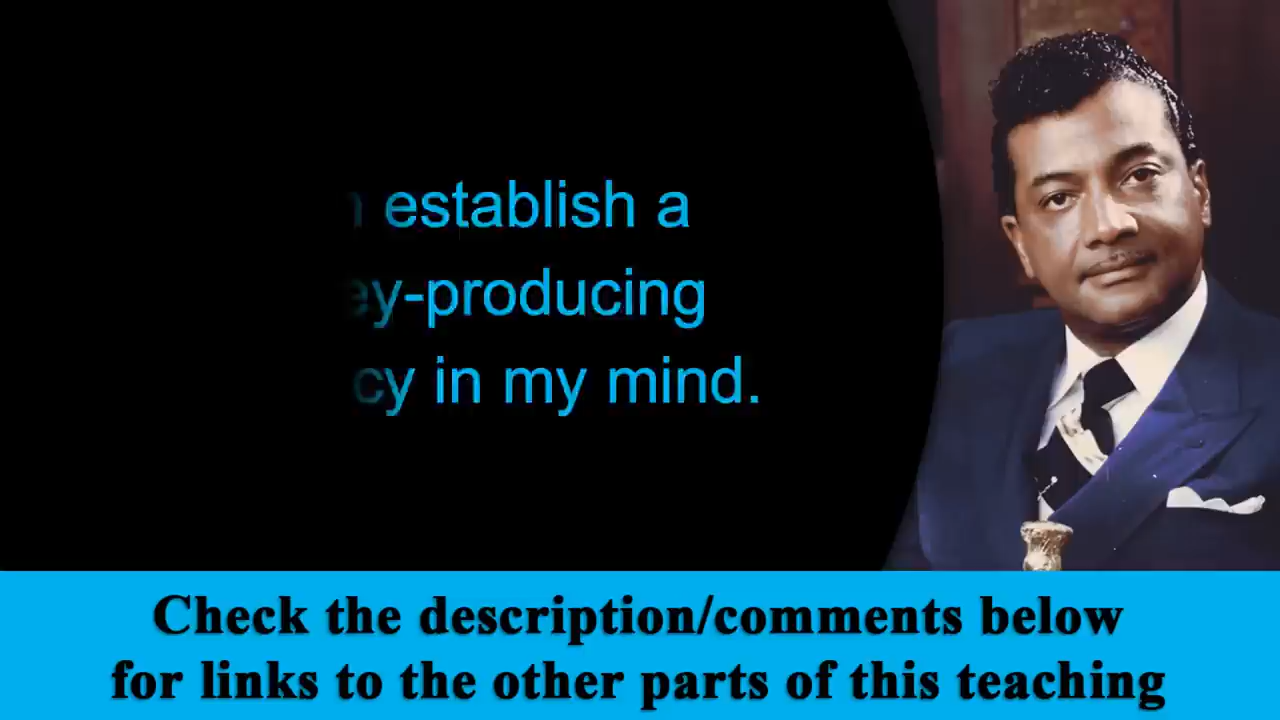 establish a
-producing
in my mind.
Check the description/comments below
for links to the other parts of this teaching